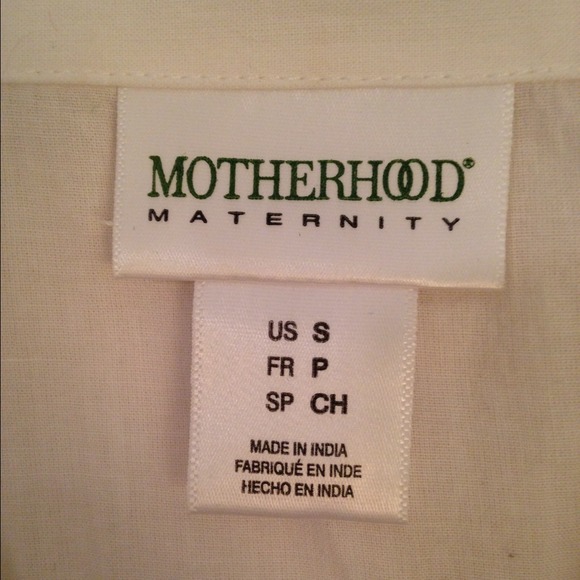 MOTHERHOOD®
MATERNITY
US S
FR P
SP CH
MADE IN INDIA
FABRIQUÉ EN INDE
HECHO EN INDIA